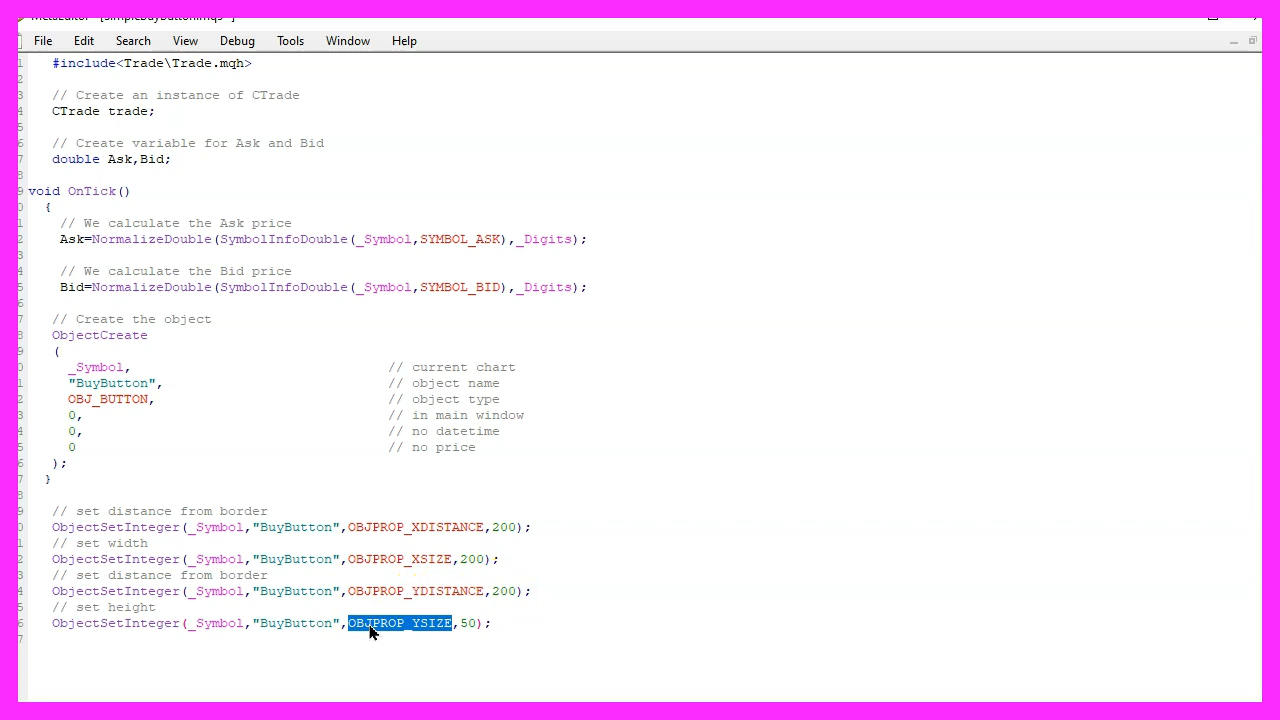 File Edit Search View Debug Tools Window Help
#include<Trade\Trade.mqh>
// Create an instance of CTrade
CTrade trade;
// Create variable for Ask and Bid
double Ask,Bid;
void OnTick()
{
// We calculate the Ask price
Ask=NormalizeDouble(SymbolInfoDouble(_Symbol,SYMBOL_ASK),_Digits);
// We calculate the Bid price
Bid=NormalizeDouble(SymbolInfoDouble(_Symbol,SYMBOL_BID),_Digits);
// Create the object
ObjectCreate
(
_Symbol, // current chart
"BuyButton", // object name
OBJ_BUTTON, // object type
0, // in main window
0, // no datetime
0 // no price
);
}
// set distance from border
ObjectSetInteger(_Symbol,"BuyButton",OBJPROP_XDISTANCE,200);
// set width
ObjectSetInteger(_Symbol,"BuyButton",OBJPROP_XSIZE,200);
// set distance from border
ObjectSetInteger(_Symbol,"BuyButton",OBJPROP_YDISTANCE,200);
// set height
ObjectSetInteger(_Symbol,"BuyButton",OBJPROP_YSIZE,50);